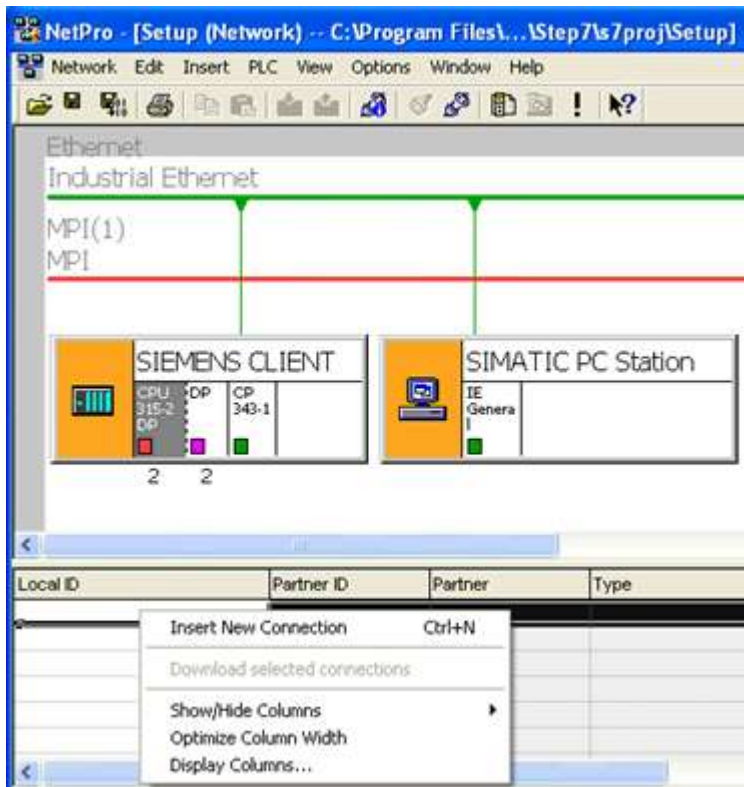 NetPro - [Setup (Network) -- C:\Program Files\...\Step7\s7proj\Setup]
Network Edit Insert PLC View Options Window Help
Ethernet
Industrial Ethernet
MPI(1)
MPI
SIEMENS CLIENT
CPU 315-2 DP
DP
CP 343-1
2
2
SIMATIC PC Station
IE General
Local ID Partner ID Partner Type
Insert New Connection Ctrl+N
Download selected connections
Show/Hide Columns
Optimize Column Width
Display Columns...